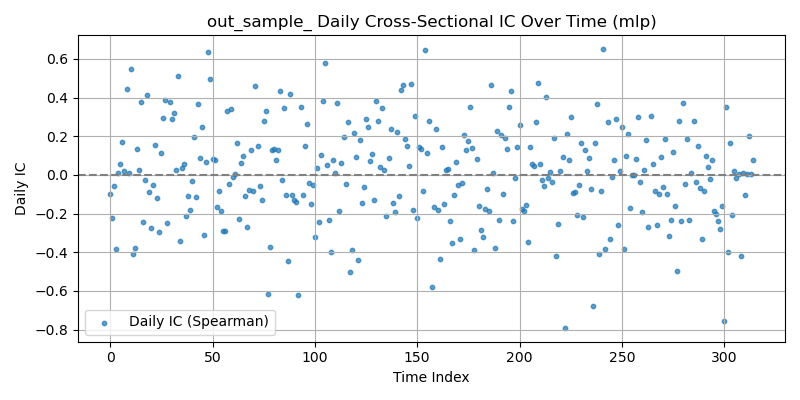 out_sample_ Daily Cross-Sectional IC Over Time (mlp)
Daily IC
0.6
0.4
0.2
0.0
−0.2
−0.4
−0.6
−0.8
Daily IC (Spearman)
0 50 100 150 200 250 300
Time Index